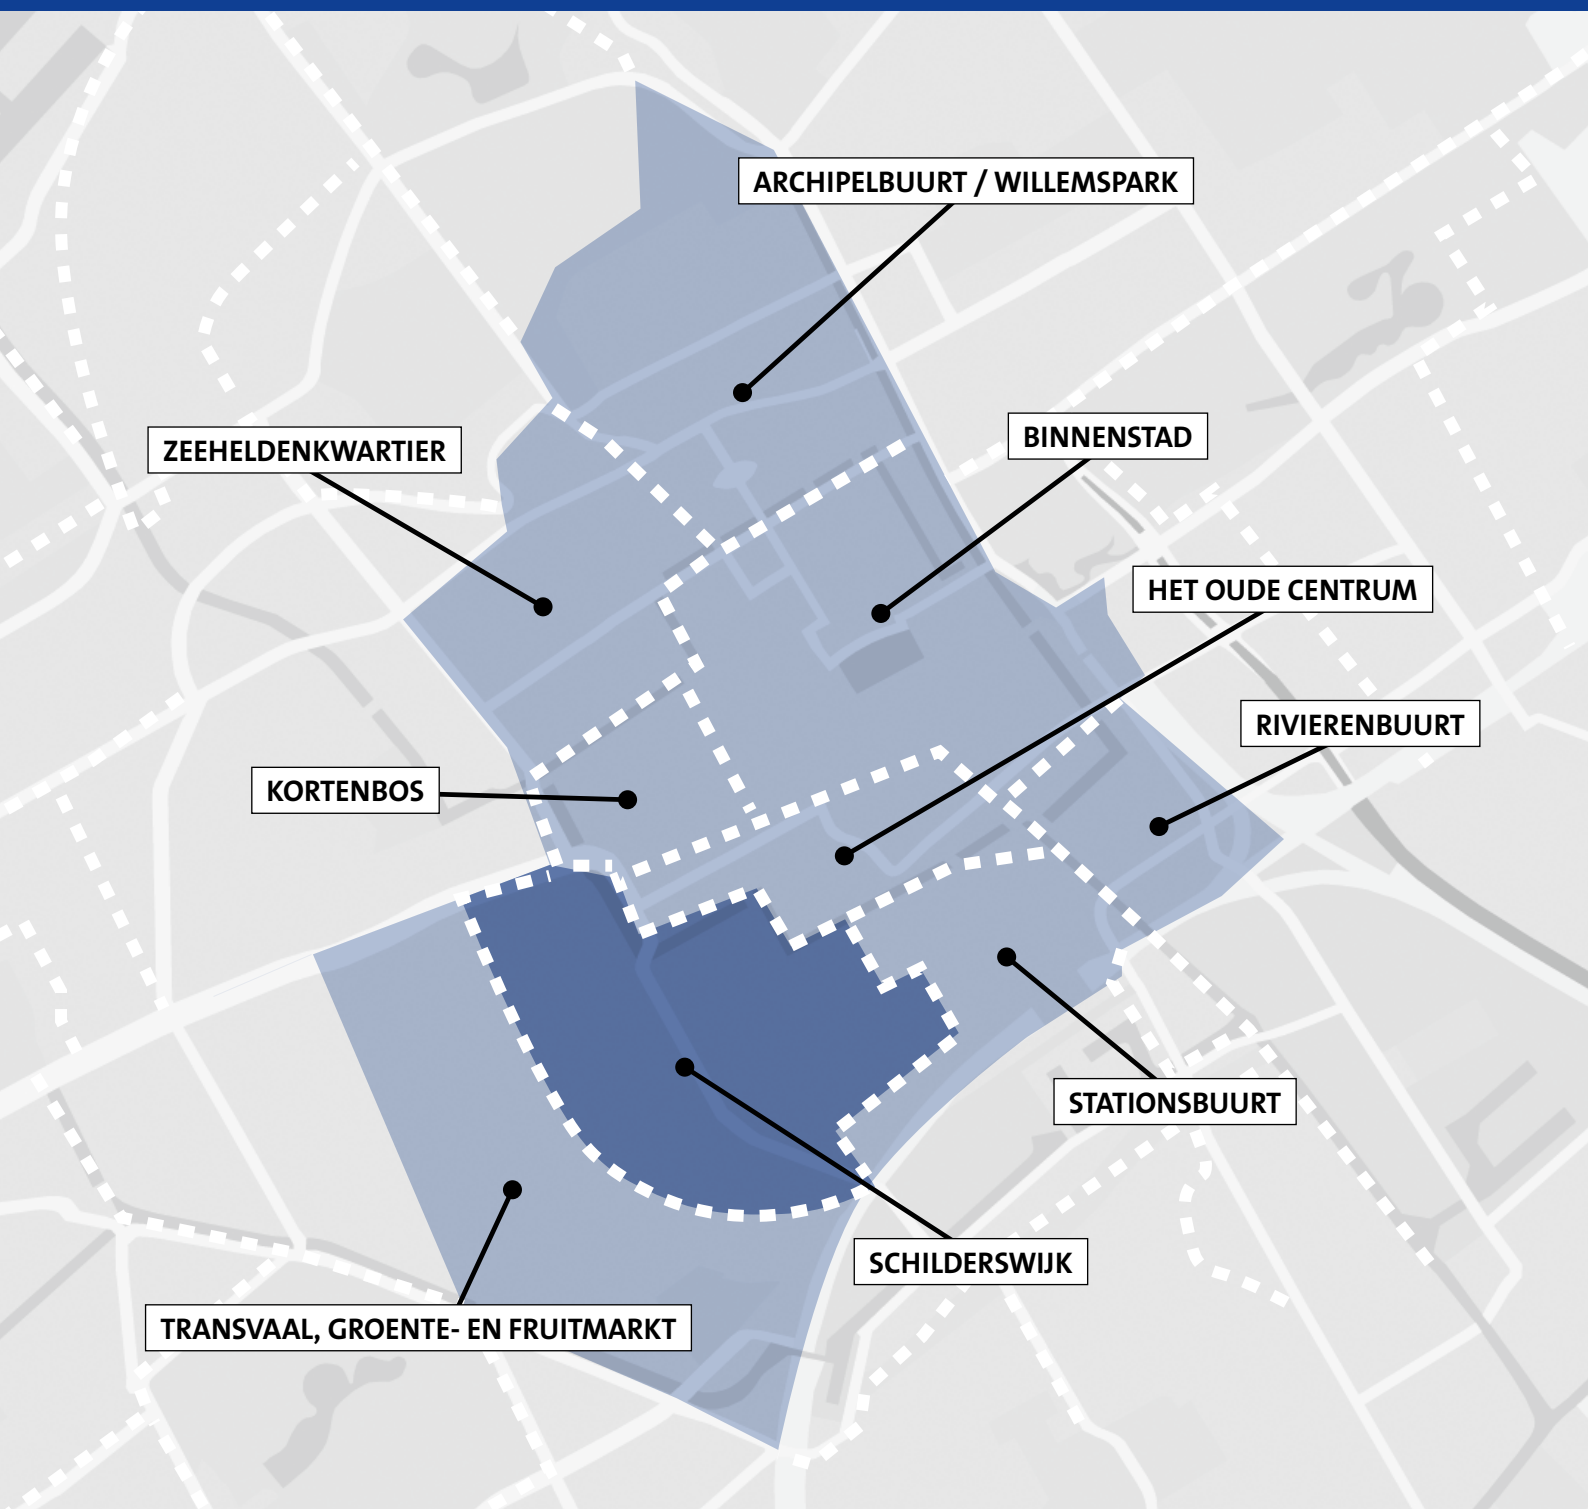 ARCHIPELBUURT / WILLEMSPARK
BINNENSTAD
ZEEHELDENKWARTIER
HET OUDE CENTRUM
RIVIERENBUURT
KORTENBOS
STATIONSBUURT
SCHILDERSWIJK
TRANSVAAL, GROENTE- EN FRUITMARKT